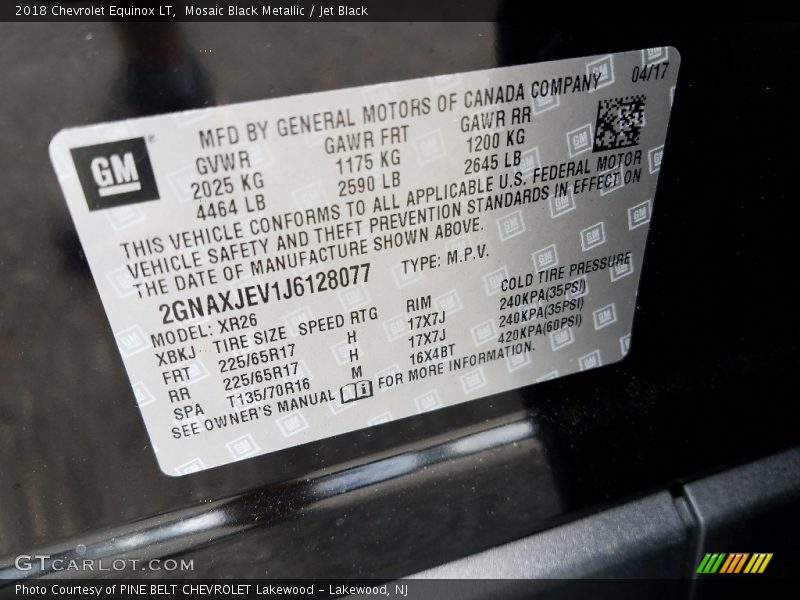 2018 Chevrolet Equinox LT, Mosaic Black Metallic / Jet Black
04/17
MFD BY GENERAL MOTORS OF CANADA COMPANY
GM
GVWR GAWR FRT GAWR RR
2025 KG 1175 KG 1200 KG
4464 LB 2590 LB 2645 LB
THIS VEHICLE CONFORMS TO ALL APPLICABLE U.S. FEDERAL MOTOR
VEHICLE SAFETY AND THEFT PREVENTION STANDARDS IN EFFECT ON
THE DATE OF MANUFACTURE SHOWN ABOVE.
2GNAXJEV1J6128077 TYPE: M.P.V.
MODEL: XR26
XBKJ TIRE SIZE SPEED RTG RIM COLD TIRE PRESSURE
FRT 225/65R17 H 17X7J 240KPA(35PSI)
RR 225/65R17 H 17X7J 240KPA(35PSI)
SPA T135/70R16 M 16X4BT 420KPA(60PSI)
SEE OWNER'S MANUAL FOR MORE INFORMATION.
GTCARLOT.COM
Photo Courtesy of PINE BELT CHEVROLET Lakewood - Lakewood, NJ